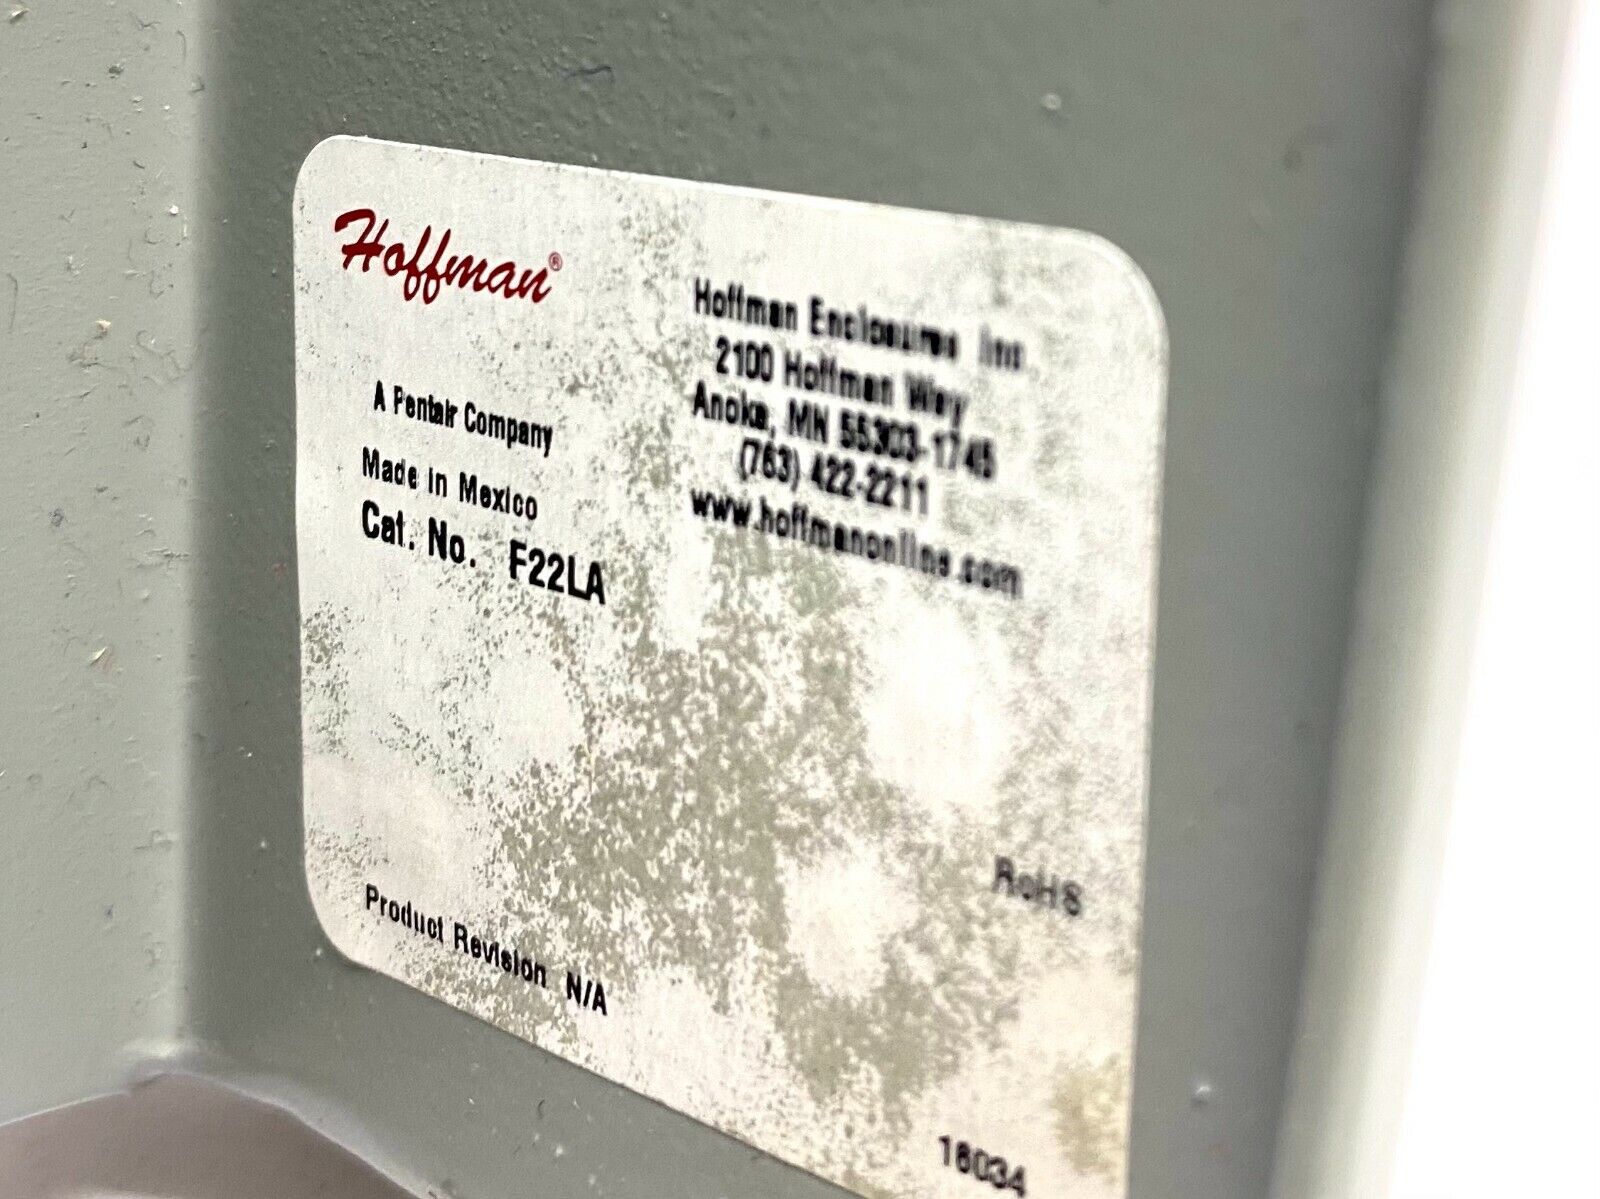 Hoffman®
A Pentair Company
Made in Mexico
Cat. No. F22LA
Hoffman Enclosures Inc.
2100 Hoffman Way
Anoka, MN 55303-1745
(763) 422-2211
www.hoffmanonline.com
RoHS
Product Revision N/A
16034